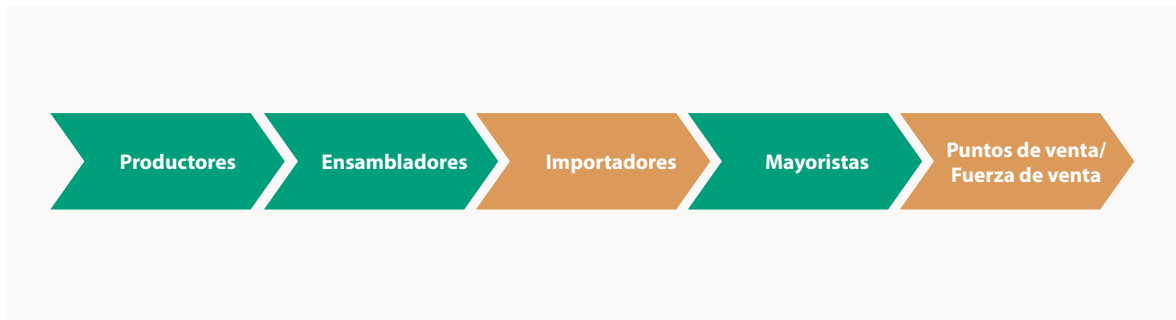 Productores
Ensambladores
Importadores
Mayoristas
Puntos de venta/
Fuerza de venta